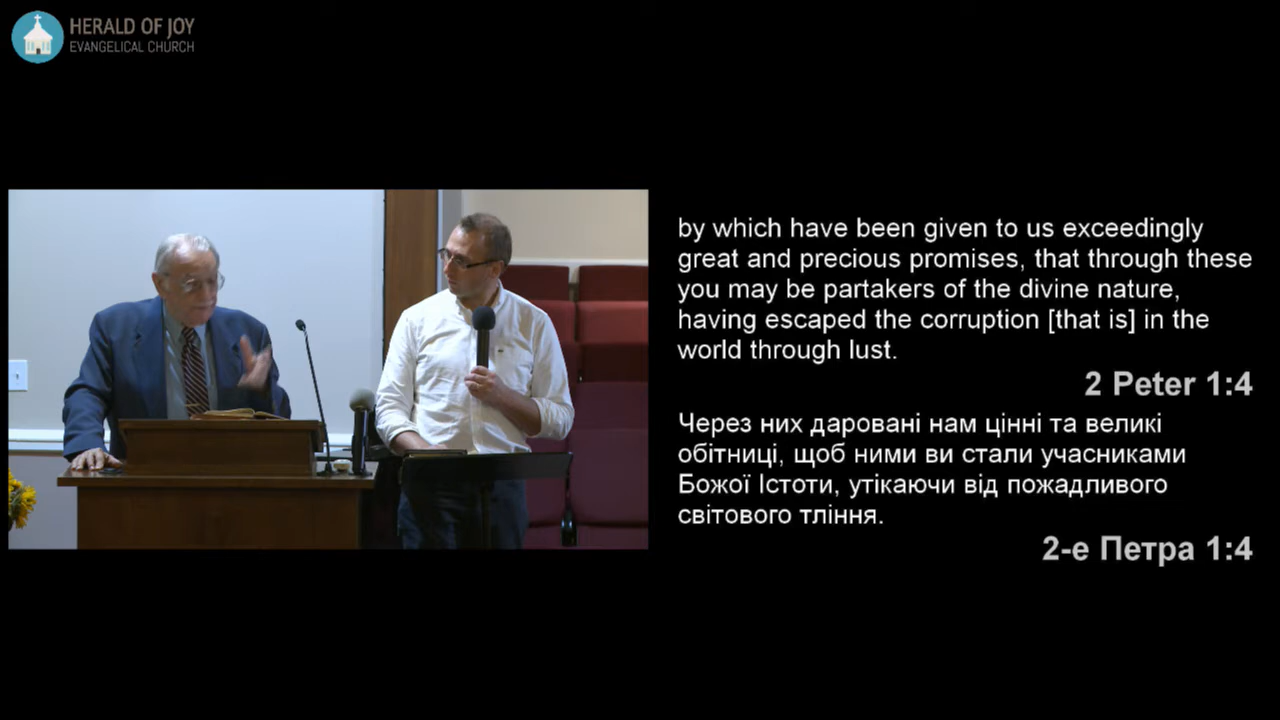 HERALD OF JOY
EVANGELICAL CHURCH
by which have been given to us exceedingly
great and precious promises, that through these
you may be partakers of the divine nature,
having escaped the corruption [that is] in the
world through lust.
2 Peter 1:4
Через них даровані нам цінні та великі
обітниці, щоб ними ви стали учасниками
Божої Істоти, утікаючи від пожадливого
світового тління.
2-е Петра 1:4